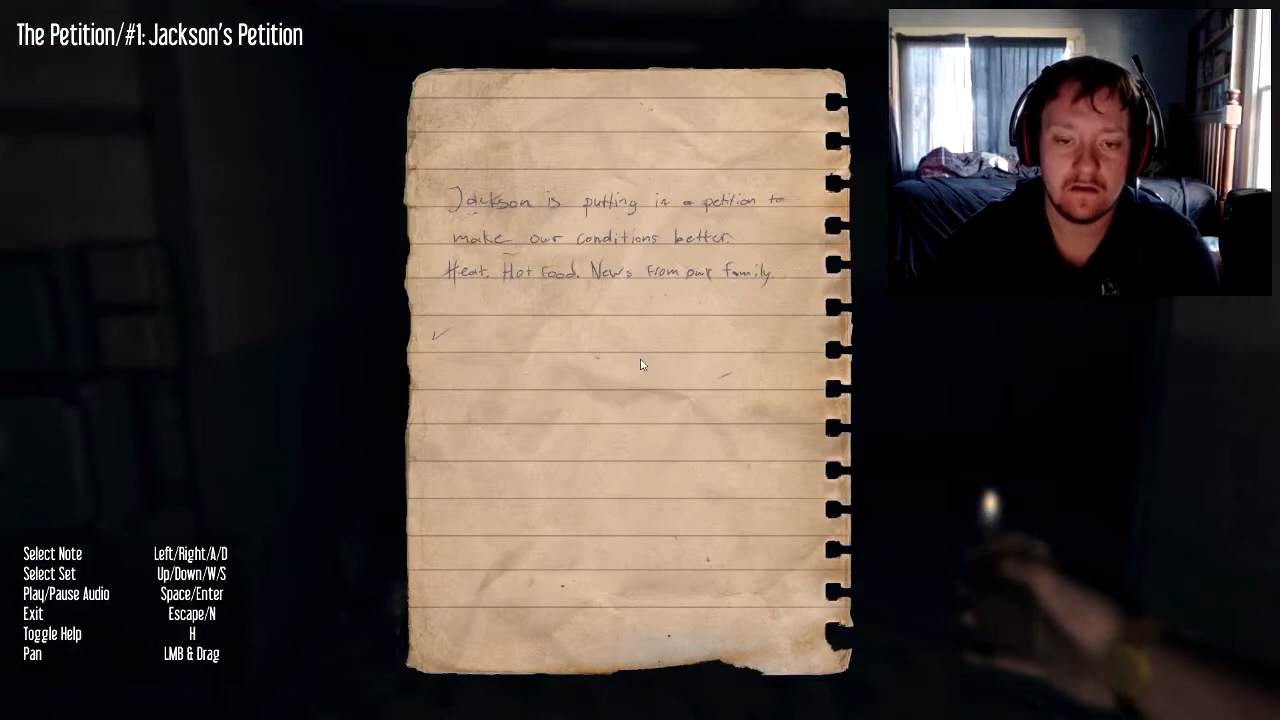 The Petition/#1: Jackson's Petition
Jackson is putting in a petition to
make our conditions better.
Heat. Hot food. News from our family.
Select Note Left/Right/A/D
Select Set Up/Down/W/S
Play/Pause Audio Space/Enter
Exit Escape/N
Toggle Help H
Pan LMB & Drag